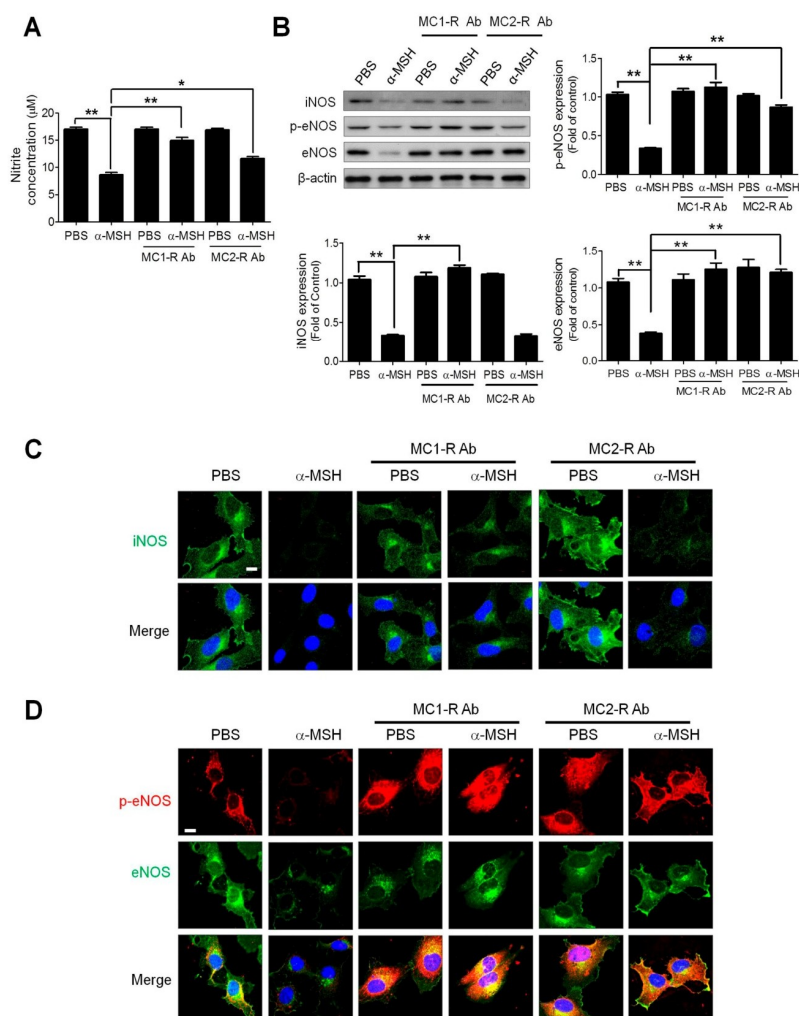 A
Nitrite
concentration (μM)
20
15
10
5
0
**
**
*
PBS
α-MSH
PBS
α-MSH
PBS
α-MSH
MC1-R Ab
MC2-R Ab
B
MC1-R Ab
MC2-R Ab
PBS
α-MSH
PBS
α-MSH
PBS
α-MSH
iNOS
p-eNOS
eNOS
β-actin
p-eNOS expression
(Fold of control)
1.5
1.0
0.5
0.0
**
**
**
PBS
α-MSH
PBS
α-MSH
PBS
α-MSH
MC1-R Ab
MC2-R Ab
iNOS expression
(Fold of Control)
1.5
1.0
0.5
0.0
**
**
PBS
α-MSH
PBS
α-MSH
PBS
α-MSH
MC1-R Ab
MC2-R Ab
eNOS expression
(Fold of control)
1.5
1.0
0.5
0.0
**
**
**
PBS
α-MSH
PBS
α-MSH
PBS
α-MSH
MC1-R Ab
MC2-R Ab
C
MC1-R Ab
MC2-R Ab
PBS
α-MSH
PBS
α-MSH
PBS
α-MSH
iNOS
Merge
D
MC1-R Ab
MC2-R Ab
PBS
α-MSH
PBS
α-MSH
PBS
α-MSH
p-eNOS
eNOS
Merge